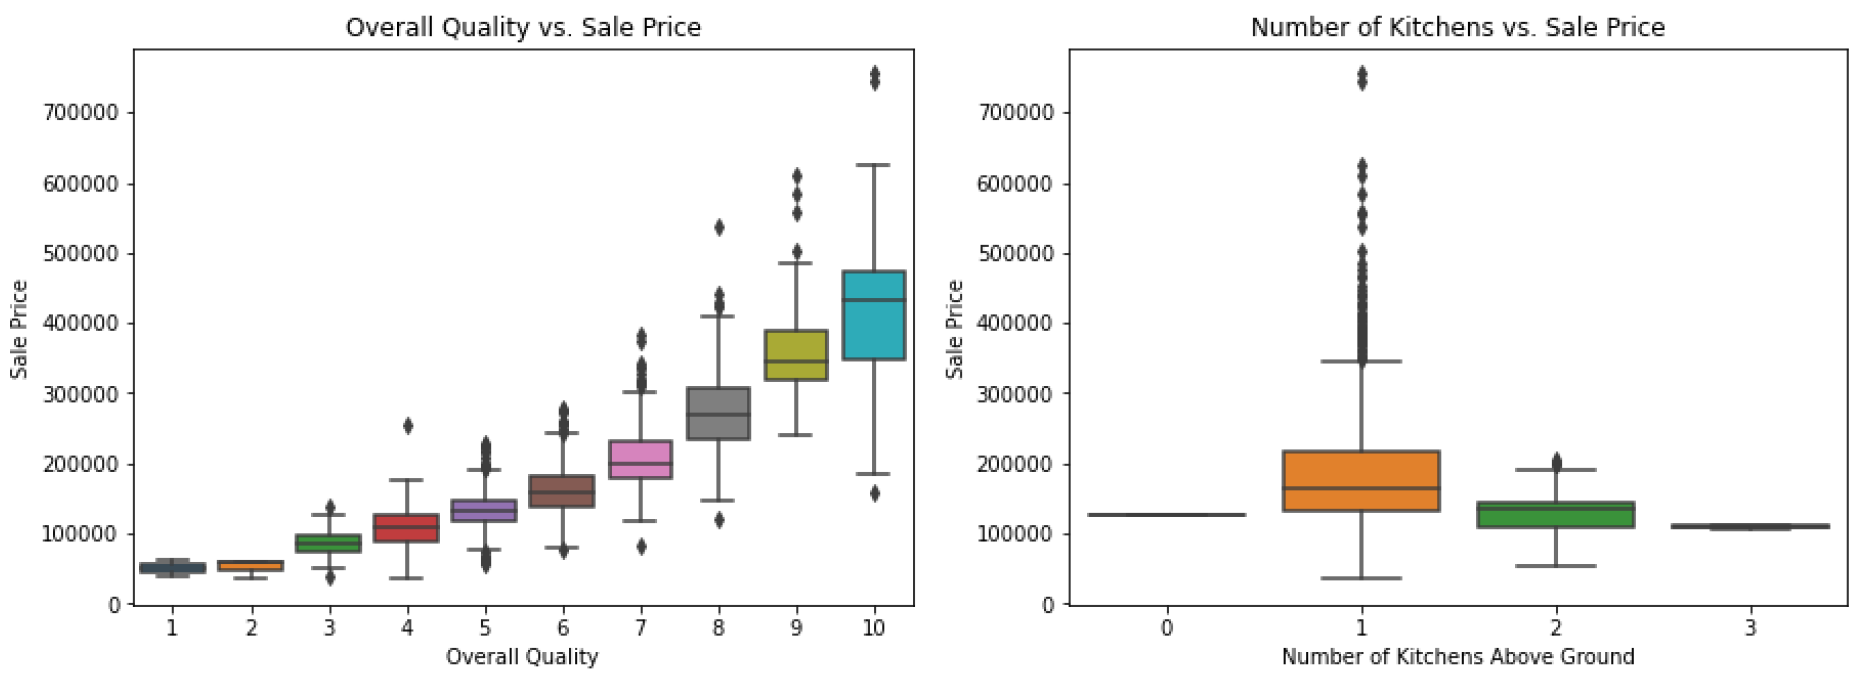 Overall Quality vs. Sale Price
Sale Price
700000
600000
500000
400000
300000
200000
100000
0
1 2 3 4 5 6 7 8 9 10
Overall Quality
Number of Kitchens vs. Sale Price
Sale Price
700000
600000
500000
400000
300000
200000
100000
0
0 1 2 3
Number of Kitchens Above Ground